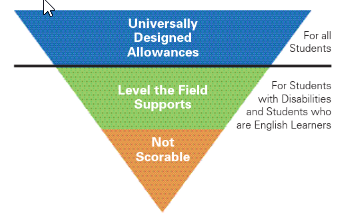 Universally
Designed
Allowances
For all
Students
Level the Field
Supports
For Students
with Disabilities
and Students who
are English Learners
Not
Scorable